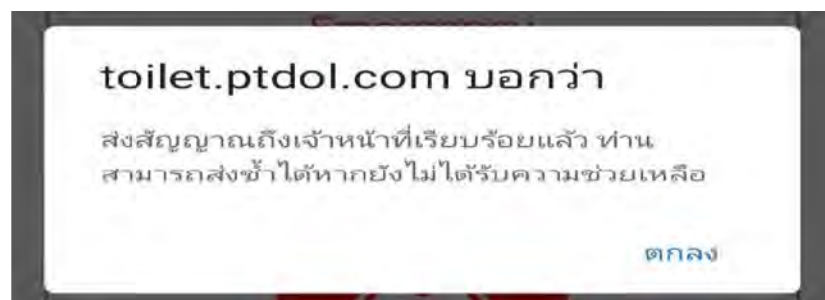 toilet.ptdol.com บอกว่า
ส่งสัญญาณถึงเจ้าหน้าที่เรียบร้อยแล้ว ท่าน
สามารถส่งซ้ำได้หากยังไม่ได้รับความช่วยเหลือ
ตกลง